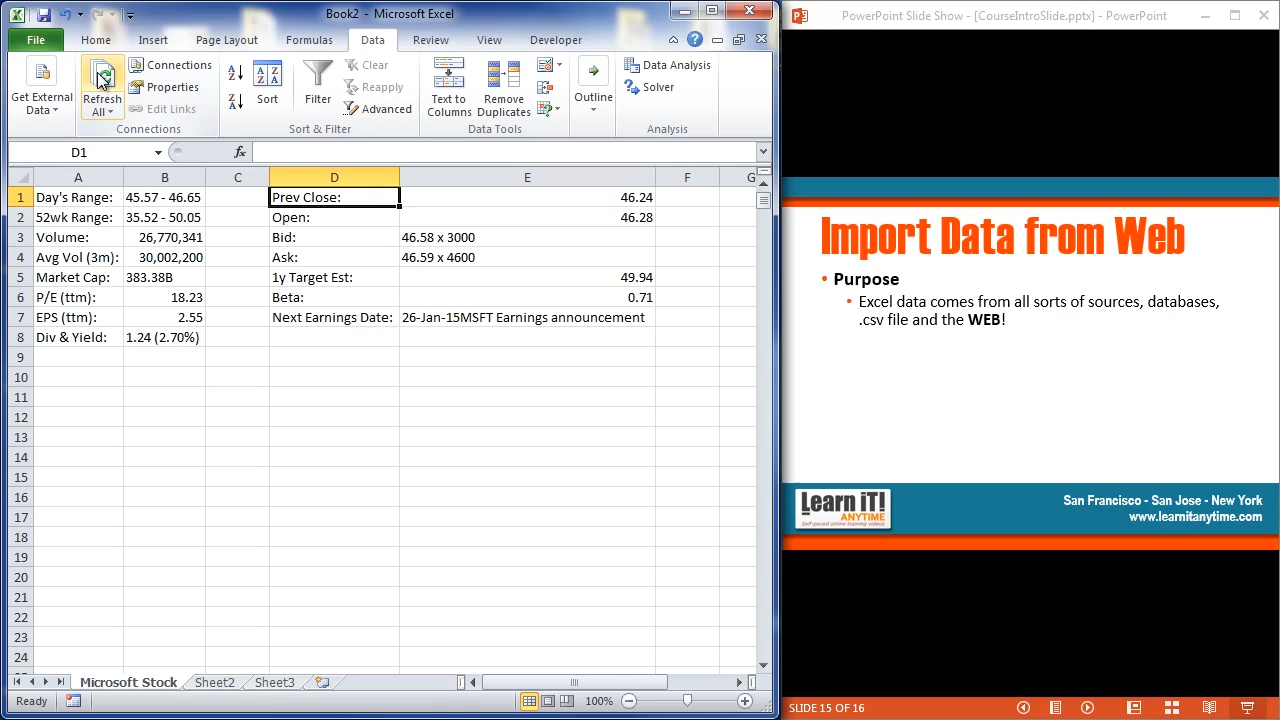 Book2 - Microsoft Excel
File Home Insert Page Layout Formulas Data Review View Developer
Get External Data
Refresh All
Connections
Properties
Edit Links
Connections
Sort
Filter
Clear
Reapply
Advanced
Sort & Filter
Text to Columns
Remove Duplicates
Data Tools
Outline
Data Analysis
Solver
Analysis
D1
fx
A B C D E F G
1 Day's Range: 45.57 - 46.65 Prev Close: 46.24
2 52wk Range: 35.52 - 50.05 Open: 46.28
3 Volume: 26,770,341 Bid: 46.58 x 3000
4 Avg Vol (3m): 30,002,200 Ask: 46.59 x 4600
5 Market Cap: 383.38B 1y Target Est: 49.94
6 P/E (ttm): 18.23 Beta: 0.71
7 EPS (ttm): 2.55 Next Earnings Date: 26-Jan-15MSFT Earnings announcement
8 Div & Yield: 1.24 (2.70%)
9
10
11
12
13
14
15
16
17
18
19
20
21
22
23
24
Microsoft Stock Sheet2 Sheet3
Ready 100%
PowerPoint Slide Show - [CourseIntroSlide.pptx] - PowerPoint
Import Data from Web
• Purpose
• Excel data comes from all sorts of sources, databases,
.csv file and the WEB!
Learn iT!
ANYTIME
Self-paced online training videos
San Francisco - San Jose - New York
www.learnitanytime.com
SLIDE 15 OF 16